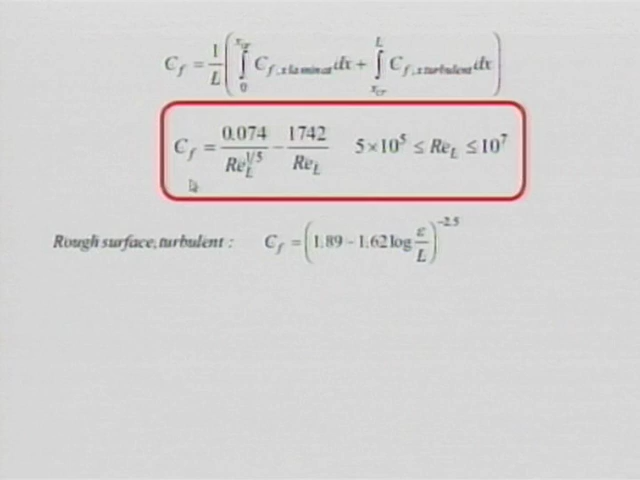 C_f = 1/L ( ∫_0^{x_cr} C_{f,x laminat} dx + ∫_{x_cr}^{L} C_{f,x turbulent} dx )
C_f = 0.074/Re_L^{1/5} − 1742/Re_L 5×10^5 ≤ Re_L ≤ 10^7
Rough surface, turbulent : C_f = ( 1.89 − 1.62 log ε/L )^{−2.5}